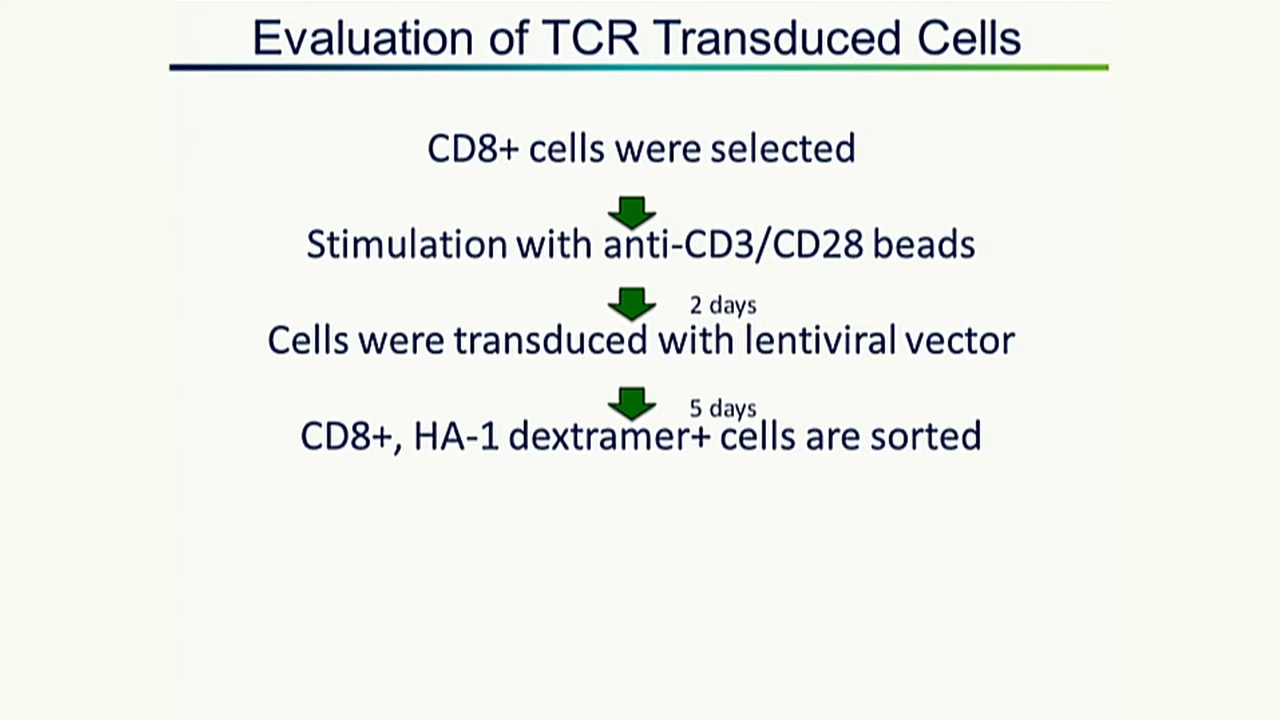 Evaluation of TCR Transduced Cells
CD8+ cells were selected
Stimulation with anti-CD3/CD28 beads
2 days
Cells were transduced with lentiviral vector
5 days
CD8+, HA-1 dextramer+ cells are sorted